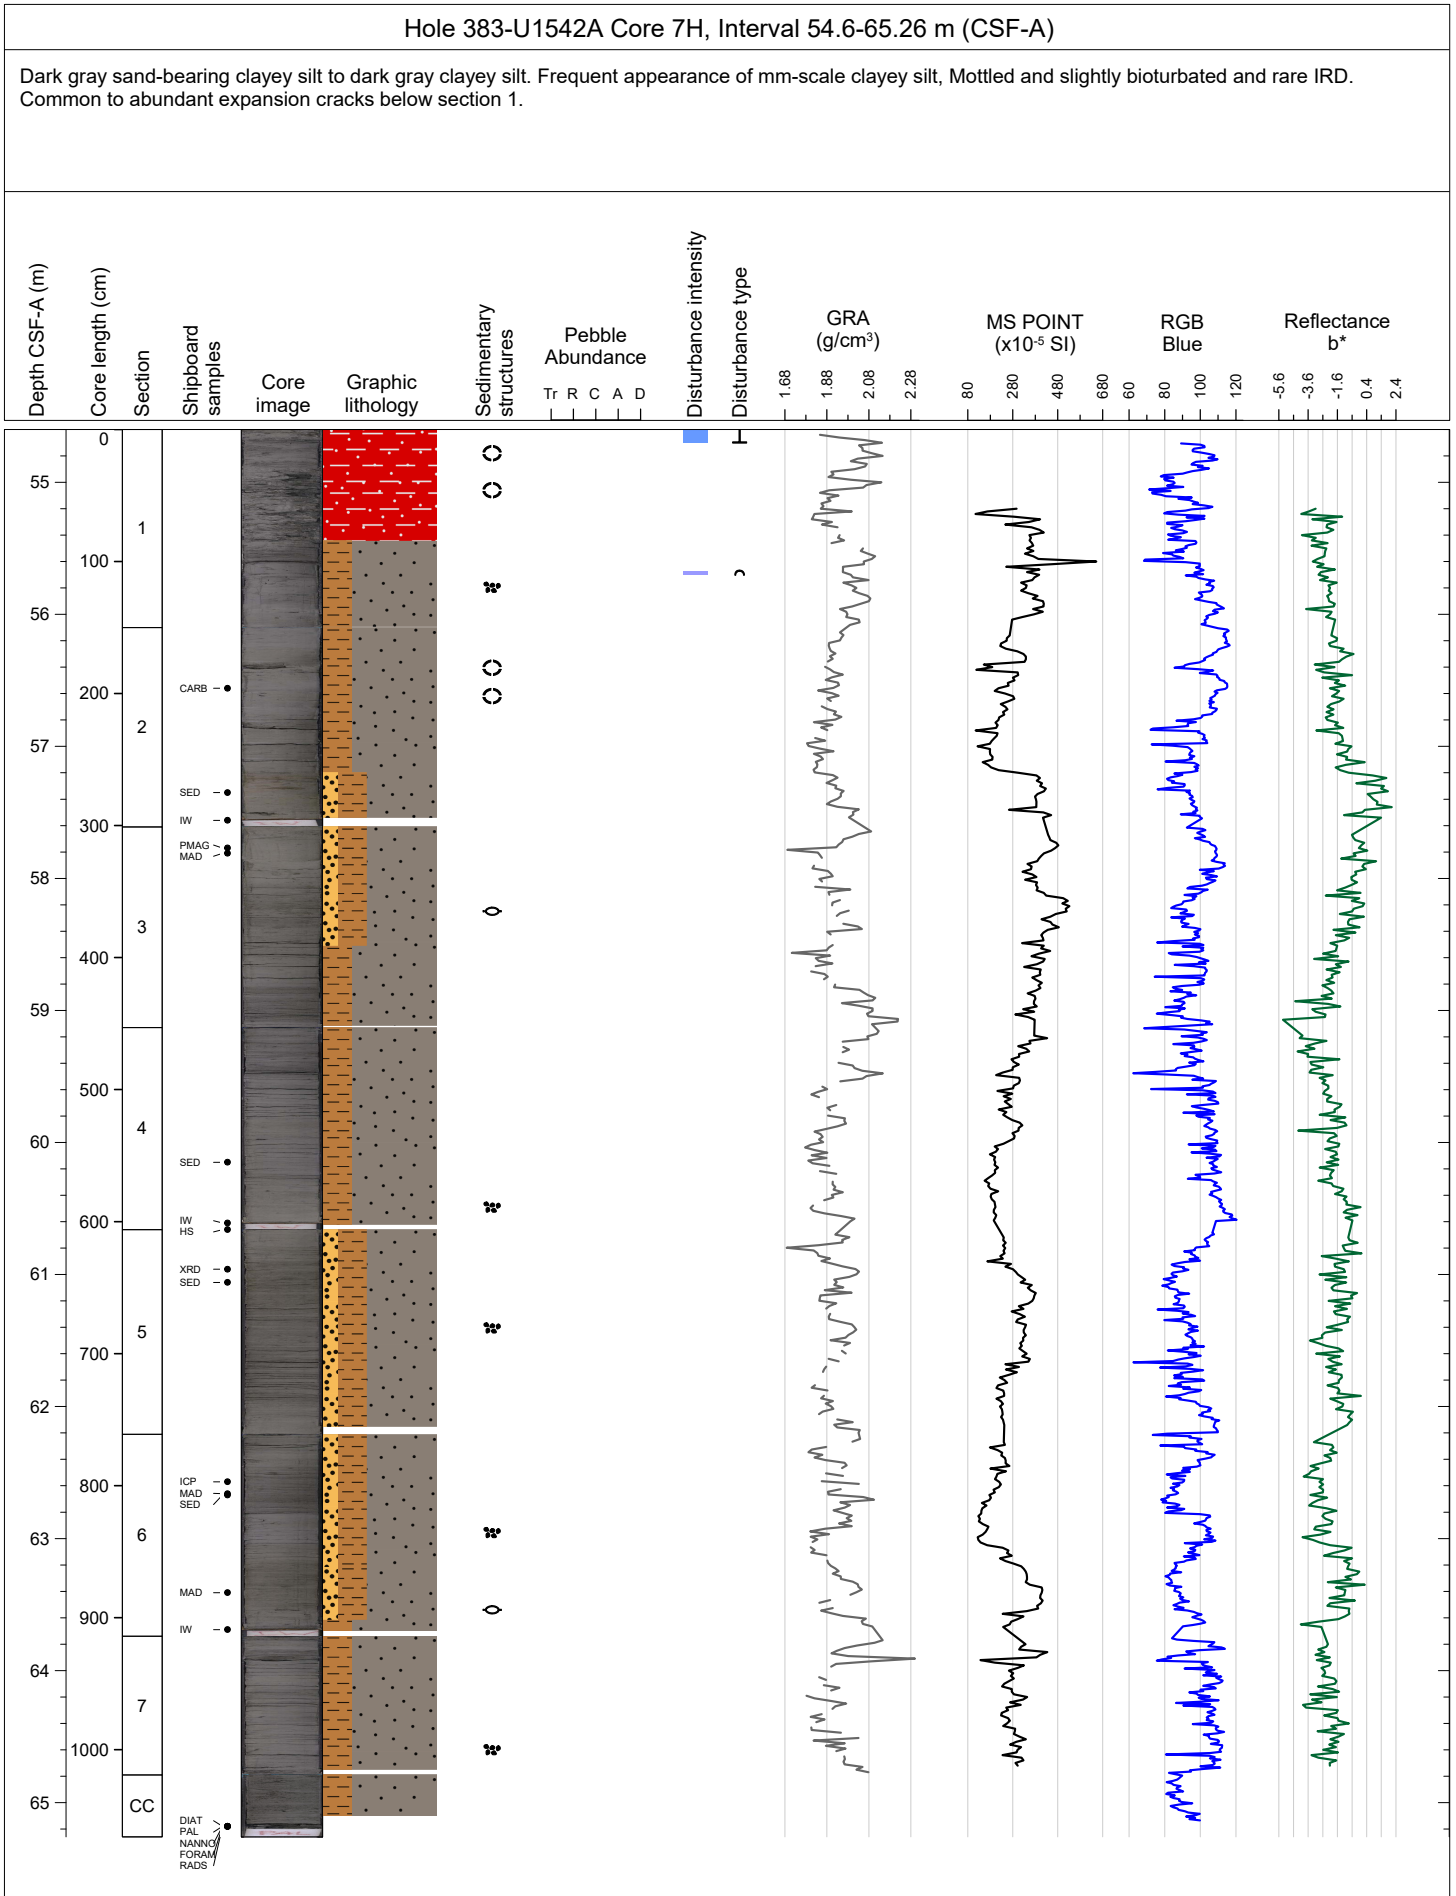 Hole 383-U1542A Core 7H, Interval 54.6-65.26 m (CSF-A)
Dark gray sand-bearing clayey silt to dark gray clayey silt. Frequent appearance of mm-scale clayey silt, Mottled and slightly bioturbated and rare IRD.
Common to abundant expansion cracks below section 1.
Depth CSF-A (m)
Core length (cm)
Section
Shipboard
samples
Core
image
Graphic
lithology
Sedimentary
structures
Pebble
Abundance
Tr R C A D
Disturbance intensity
Disturbance type
GRA
(g/cm³)
1.68 1.88 2.08 2.28
MS POINT
(x10⁻⁵ SI)
80 280 480 680
RGB
Blue
60 80 100 120
Reflectance
b*
-5.6 -3.6 -1.6 0.4 2.4
0
55
1
100
56
200
CARB
2
57
SED
300
IW
PMAG
MAD
58
3
400
59
500
4
60
SED
600
IW
HS
61
XRD
SED
5
700
62
800
ICP
MAD
SED
6
63
MAD
900
IW
64
7
1000
65
CC
DIAT
PAL
NANNO
FORAM
RADS